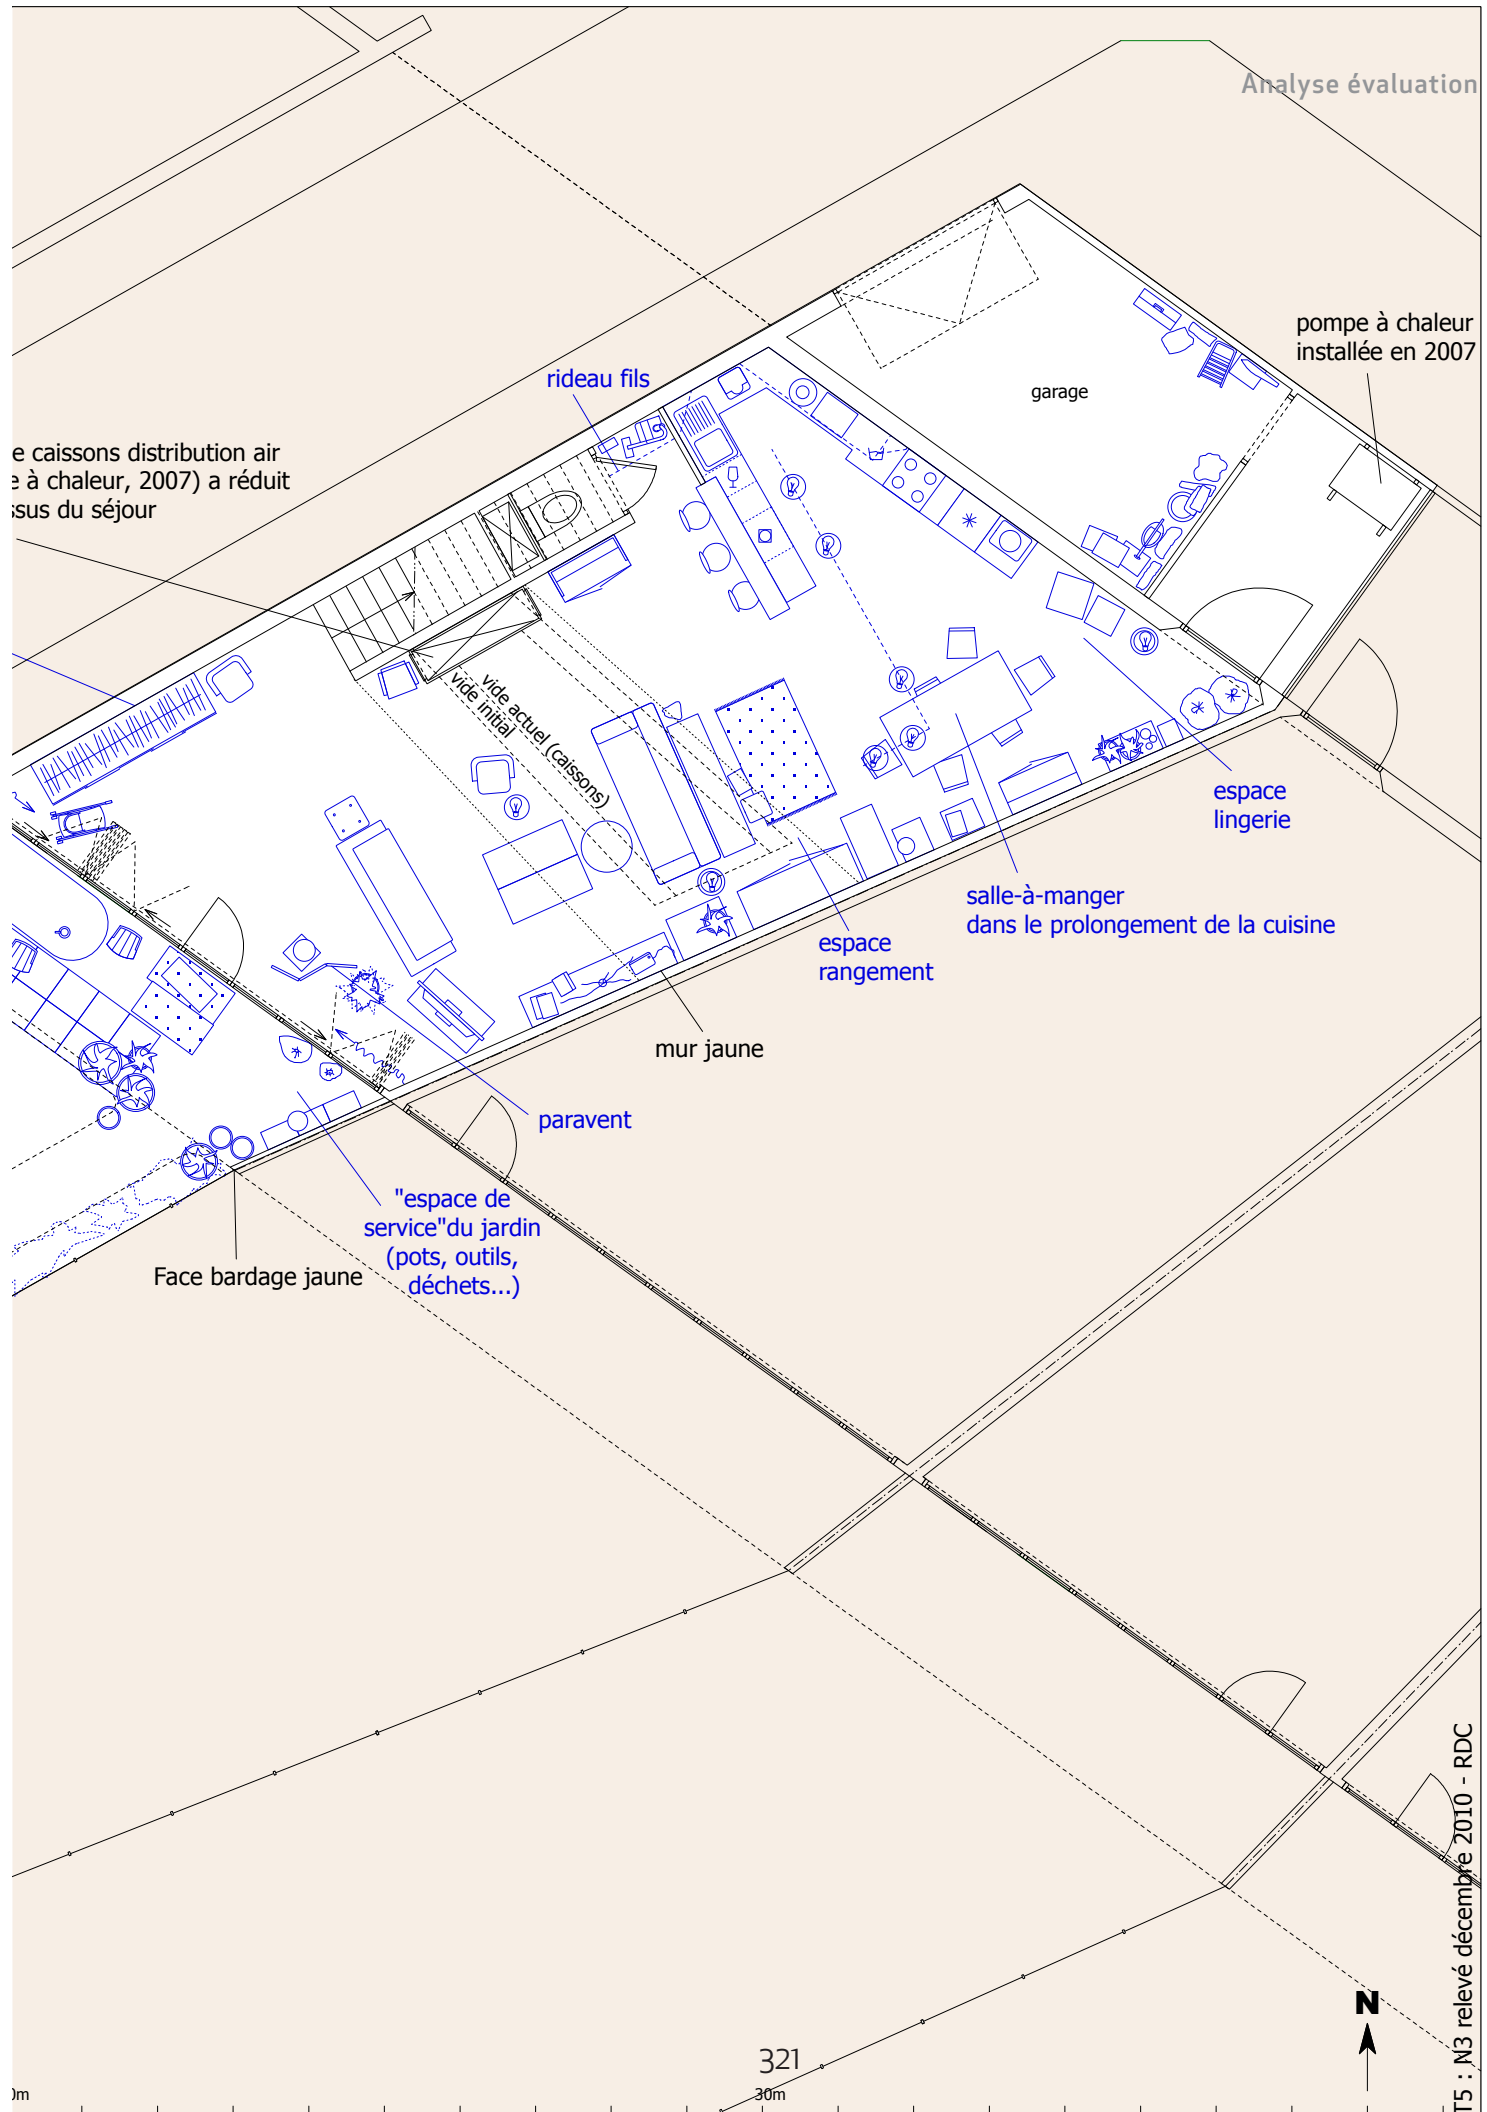 Analyse évaluation
pompe à chaleur
installée en 2007
rideau fils
garage
e caissons distribution air
e à chaleur, 2007) a réduit
ssus du séjour
vide actuel (caissons)
vide initial
espace
lingerie
salle-à-manger
dans le prolongement de la cuisine
espace
rangement
mur jaune
paravent
"espace de
service"du jardin
(pots, outils,
déchets...)
Face bardage jaune
T5 : N3 relevé décembre 2010 - RDC
N
321
0m
30m